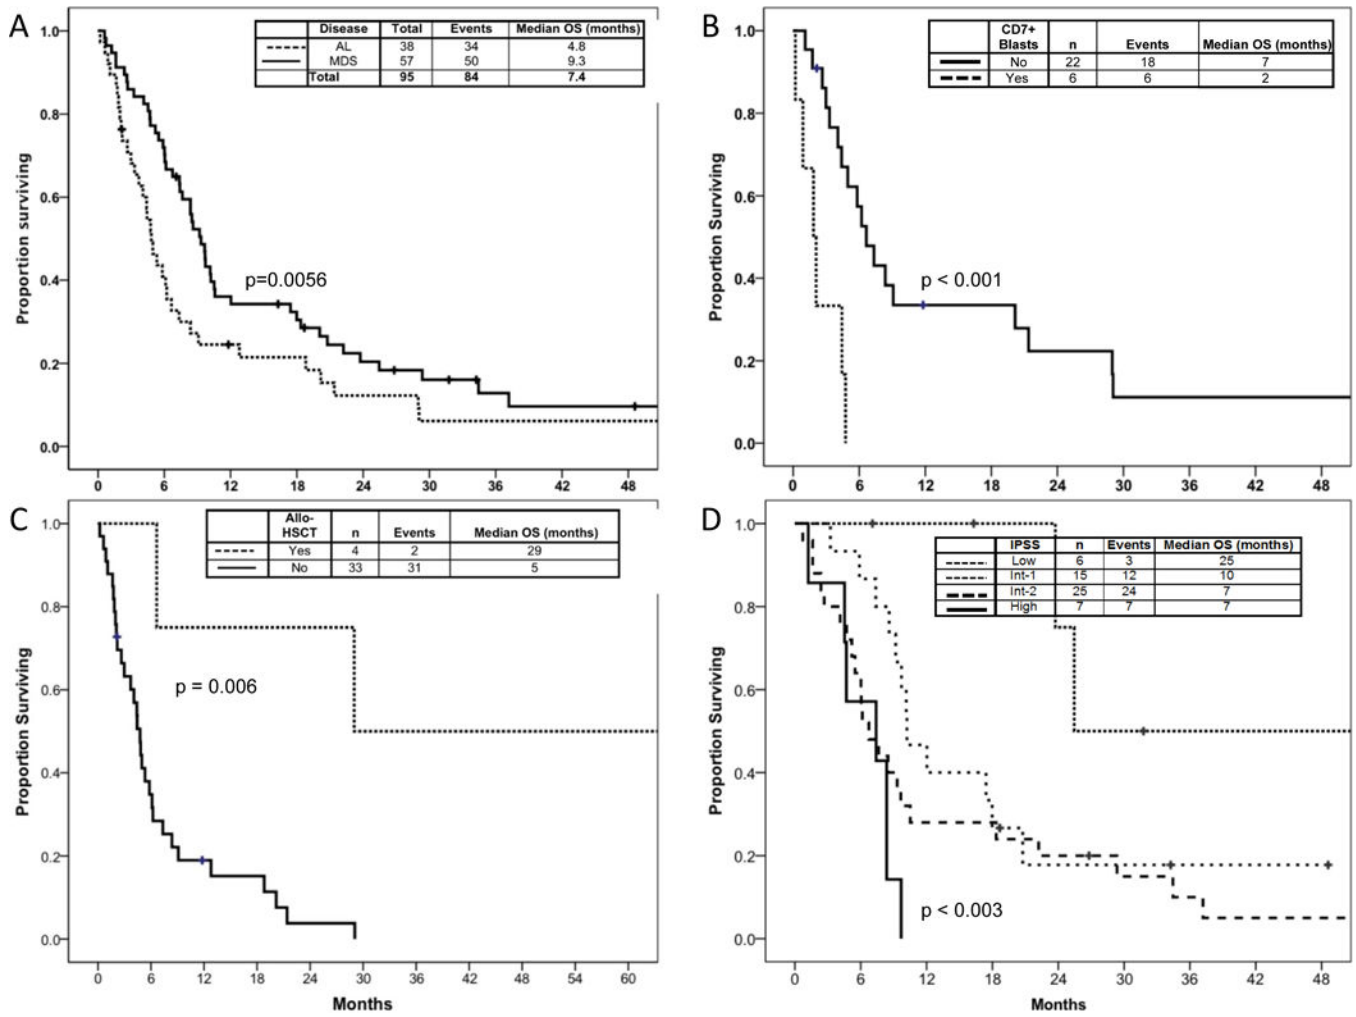 A
Disease Total Events Median OS (months)
AL 38 34 4.8
MDS 57 50 9.3
Total 95 84 7.4
p=0.0056
Proportion surviving
1.0
0.8
0.6
0.4
0.2
0.0
0 6 12 18 24 30 36 42 48
B
CD7+
Blasts n Events Median OS (months)
No 22 18 7
Yes 6 6 2
p < 0.001
Proportion Surviving
1.0
0.8
0.6
0.4
0.2
0.0
0 6 12 18 24 30 36 42 48
C
Allo-
HSCT n Events Median OS (months)
Yes 4 2 29
No 33 31 5
p = 0.006
Proportion Surviving
1.0
0.8
0.6
0.4
0.2
0.0
0 6 12 18 24 30 36 42 48 54 60
Months
D
IPSS n Events Median OS (months)
Low 6 3 25
Int-1 15 12 10
Int-2 25 24 7
High 7 7 7
p < 0.003
Proportion Surviving
1.0
0.8
0.6
0.4
0.2
0.0
0 6 12 18 24 30 36 42 48
Months